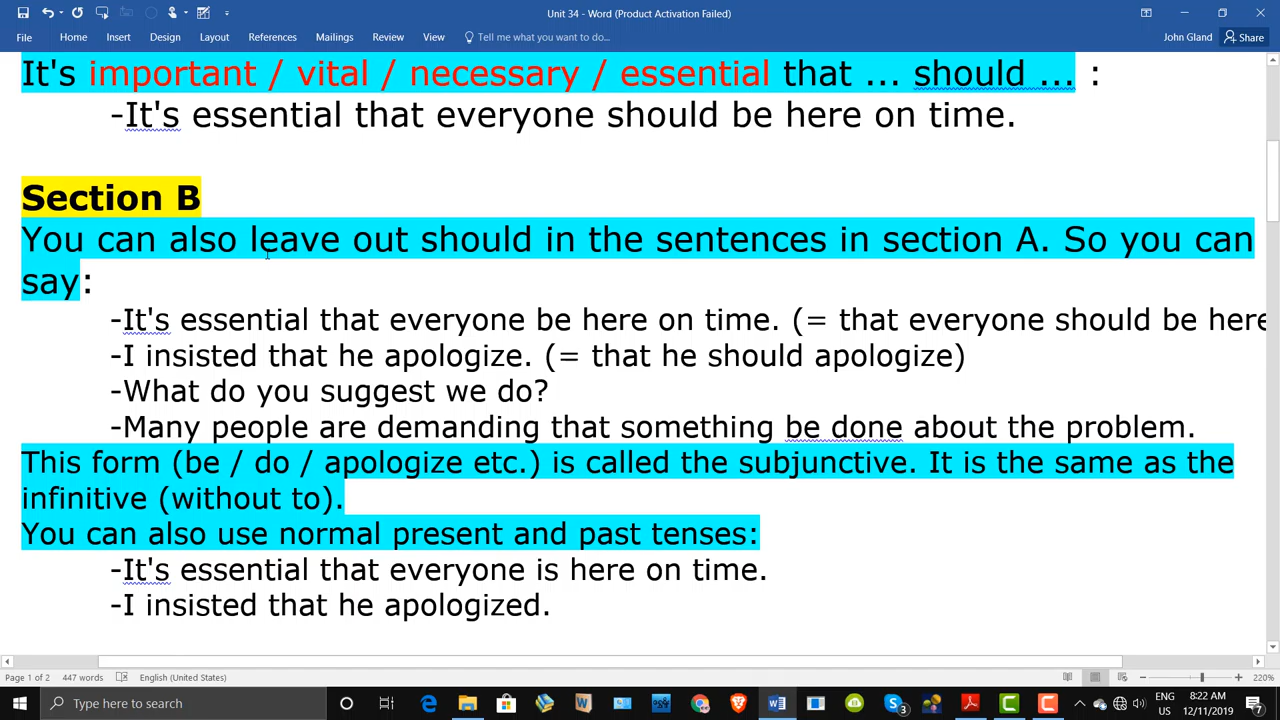 Unit 34 - Word (Product Activation Failed)
File Home Insert Design Layout References Mailings Review View Tell me what you want to do... John Gland Share
It's important / vital / necessary / essential that ... should ... :
-It's essential that everyone should be here on time.
Section B
You can also leave out should in the sentences in section A. So you can
say:
-It's essential that everyone be here on time. (= that everyone should be here
-I insisted that he apologize. (= that he should apologize)
-What do you suggest we do?
-Many people are demanding that something be done about the problem.
This form (be / do / apologize etc.) is called the subjunctive. It is the same as the
infinitive (without to).
You can also use normal present and past tenses:
-It's essential that everyone is here on time.
-I insisted that he apologized.
Page 1 of 2 447 words English (United States) 220%
Type here to search
ENG 8:22 AM
US 12/11/2019